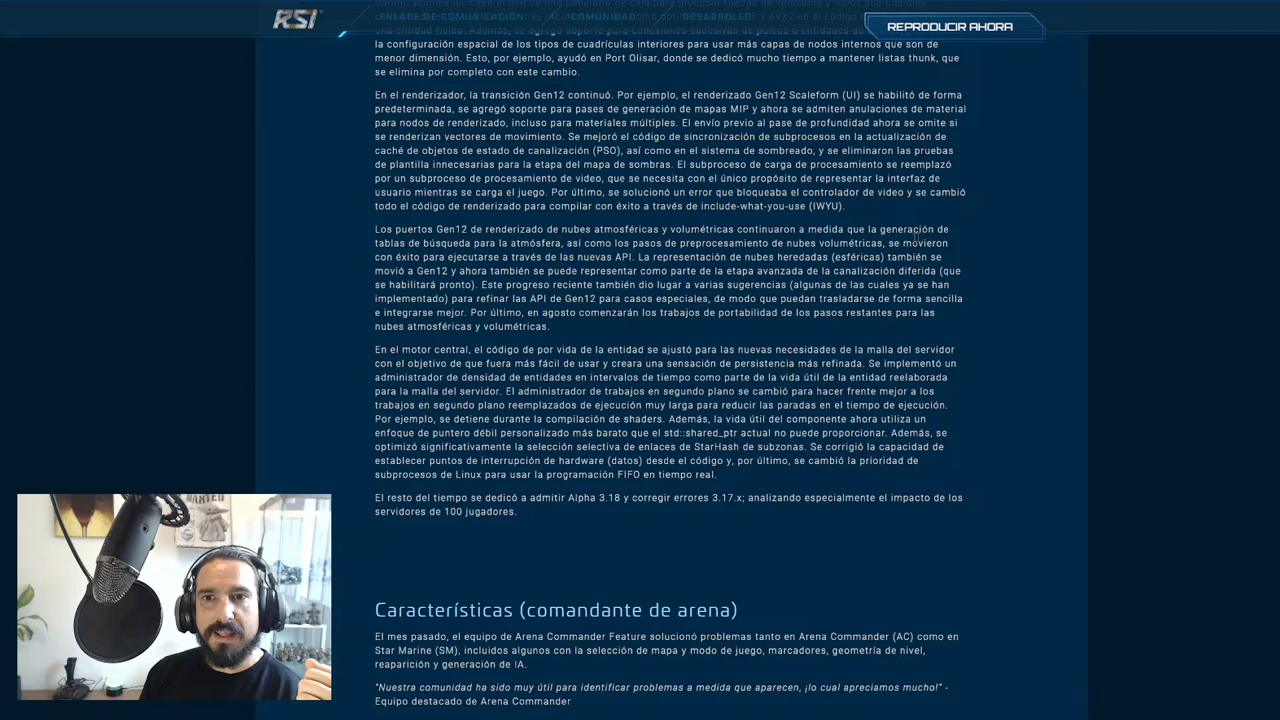 RSI
ENLACE DE COMUNICACIÓN
COMUNIDAD
DESARROLLO
REPRODUCIR AHORA
la configuración espacial de los tipos de cuadrículas interiores para usar más capas de nodos internos que son de
menor dimensión. Esto, por ejemplo, ayudó en Port Olisar, donde se dedicó mucho tiempo a mantener listas thunk, que
se elimina por completo con este cambio.
En el renderizador, la transición Gen12 continuó. Por ejemplo, el renderizado Gen12 Scaleform (UI) se habilitó de forma
predeterminada, se agregó soporte para pases de generación de mapas MIP y ahora se admiten anulaciones de material
para nodos de renderizado, incluso para materiales múltiples. El envío previo al pase de profundidad ahora se omite si
se renderizan vectores de movimiento. Se mejoró el código de sincronización de subprocesos en la actualización de
caché de objetos de estado de canalización (PSO), así como en el sistema de sombreado, y se eliminaron las pruebas
de plantilla innecesarias para la etapa del mapa de sombras. El subproceso de carga de procesamiento se reemplazó
por un subproceso de procesamiento de video, que se necesita con el único propósito de representar la interfaz de
usuario mientras se carga el juego. Por último, se solucionó un error que bloqueaba el controlador de video y se cambió
todo el código de renderizado para compilar con éxito a través de include-what-you-use (IWYU).
Los puertos Gen12 de renderizado de nubes atmosféricas y volumétricas continuaron a medida que la generación de
tablas de búsqueda para la atmósfera, así como los pasos de preprocesamiento de nubes volumétricas, se movieron
con éxito para ejecutarse a través de las nuevas API. La representación de nubes heredadas (esféricas) también se
movió a Gen12 y ahora también se puede representar como parte de la etapa avanzada de la canalización diferida (que
se habilitará pronto). Este progreso reciente también dio lugar a varias sugerencias (algunas de las cuales ya se han
implementado) para refinar las API de Gen12 para casos especiales, de modo que puedan trasladarse de forma sencilla
e integrarse mejor. Por último, en agosto comenzarán los trabajos de portabilidad de los pasos restantes para las
nubes atmosféricas y volumétricas.
En el motor central, el código de por vida de la entidad se ajustó para las nuevas necesidades de la malla del servidor
con el objetivo de que fuera más fácil de usar y creara una sensación de persistencia más refinada. Se implementó un
administrador de densidad de entidades en intervalos de tiempo como parte de la vida útil de la entidad reelaborada
para la malla del servidor. El administrador de trabajos en segundo plano se cambió para hacer frente mejor a los
trabajos en segundo plano reemplazados de ejecución muy larga para reducir las paradas en el tiempo de ejecución.
Por ejemplo, se detiene durante la compilación de shaders. Además, la vida útil del componente ahora utiliza un
enfoque de puntero débil personalizado más barato que el std::shared_ptr actual no puede proporcionar. Además, se
optimizó significativamente la selección selectiva de enlaces de StarHash de subzonas. Se corrigió la capacidad de
establecer puntos de interrupción de hardware (datos) desde el código y, por último, se cambió la prioridad de
subprocesos de Linux para usar la programación FIFO en tiempo real.
El resto del tiempo se dedicó a admitir Alpha 3.18 y corregir errores 3.17.x; analizando especialmente el impacto de los
servidores de 100 jugadores.
Características (comandante de arena)
El mes pasado, el equipo de Arena Commander Feature solucionó problemas tanto en Arena Commander (AC) como en
Star Marine (SM), incluidos algunos con la selección de mapa y modo de juego, marcadores, geometría de nivel,
reaparición y generación de IA.
"Nuestra comunidad ha sido muy útil para identificar problemas a medida que aparecen, ¡lo cual apreciamos mucho!" -
Equipo destacado de Arena Commander